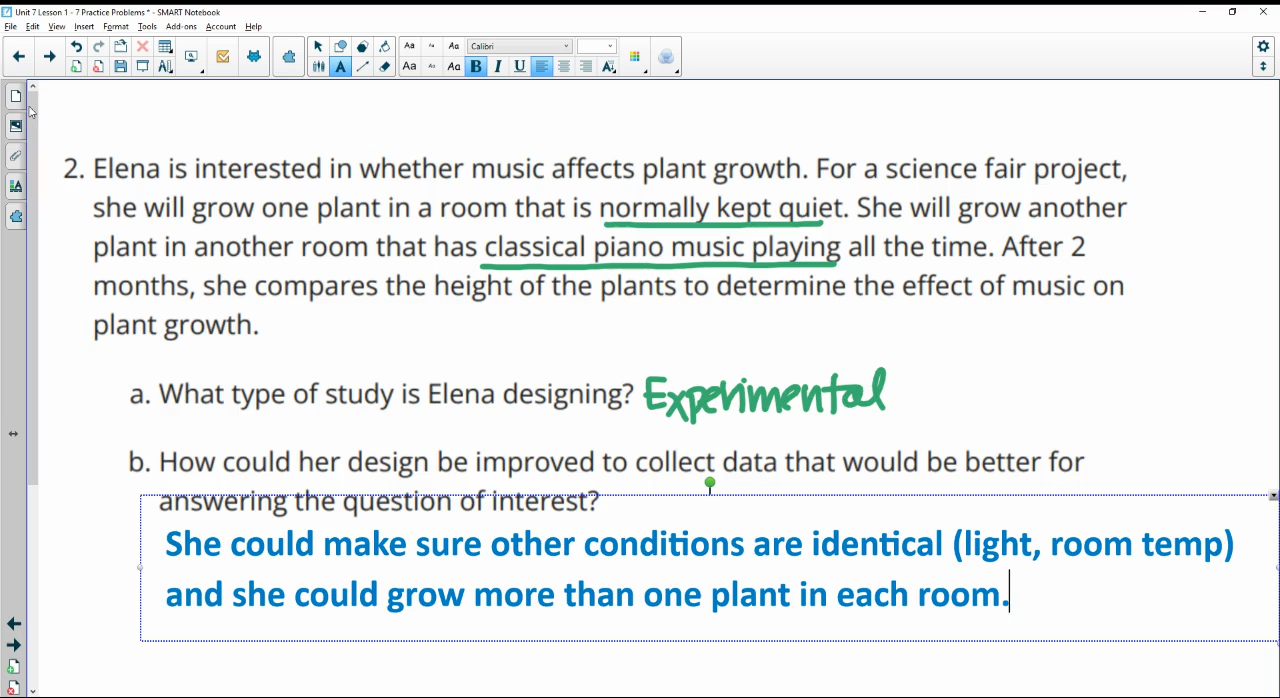 Unit 7 Lesson 1 - 7 Practice Problems * - SMART Notebook
File Edit View Insert Format Tools Add-ons Account Help
Aa Aa Aa Calibri
Aa Aa Aa B I U A
2. Elena is interested in whether music affects plant growth. For a science fair project,
she will grow one plant in a room that is normally kept quiet. She will grow another
plant in another room that has classical piano music playing all the time. After 2
months, she compares the height of the plants to determine the effect of music on
plant growth.
a. What type of study is Elena designing? Experimental
b. How could her design be improved to collect data that would be better for
answering the question of interest?
She could make sure other conditions are identical (light, room temp)
and she could grow more than one plant in each room.